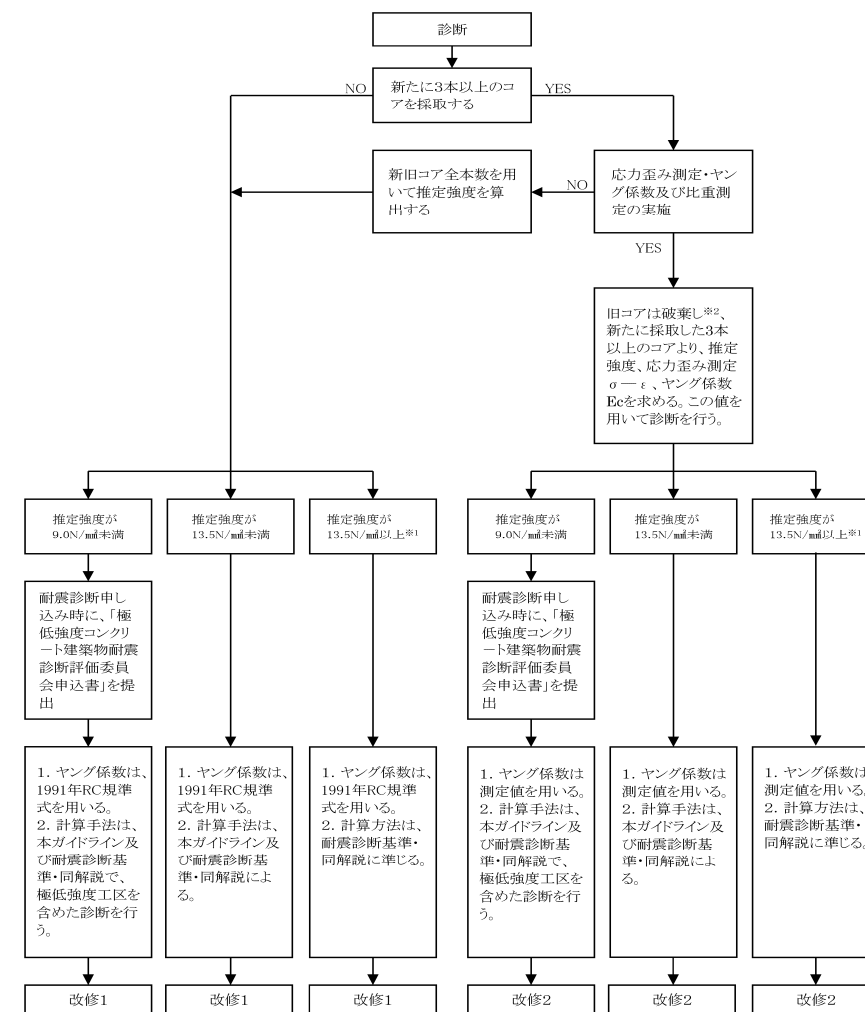 診断
新たに3本以上のコ
アを採取する
NO
YES
新旧コア全本数を用
いて推定強度を算
出する
NO
応力歪み測定・ヤン
グ係数及び比重測
定の実施
YES
旧コアは破棄し※2、
新たに採取した3本
以上のコアより、推定
強度、応力歪み測定
σ ― ε 、ヤング係数
Ecを求める。この値を
用いて診断を行う。
推定強度が
9.0N/㎟未満
推定強度が
13.5N/㎟未満
推定強度が
13.5N/㎟以上※1
推定強度が
9.0N/㎟未満
推定強度が
13.5N/㎟未満
推定強度が
13.5N/㎟以上※1
耐震診断申し
込み時に、「極
低強度コンクリ
ート建築物耐震
診断評価委員
会申込書」を提
出
耐震診断申し
込み時に、「極
低強度コンクリ
ート建築物耐震
診断評価委員
会申込書」を提
出
1. ヤング係数は、
1991年RC規準
式を用いる。
2. 計算手法は、
本ガイドライン及
び耐震診断基
準・同解説で、
極低強度工区を
含めた診断を行
う。
1. ヤング係数は、
1991年RC規準
式を用いる。
2. 計算手法は、
本ガイドライン及
び耐震診断基
準・同解説によ
る。
1. ヤング係数は、
1991年RC規準
式を用いる。
2. 計算方法は、
耐震診断基準・
同解説に準じる。
1. ヤング係数は
測定値を用いる。
2. 計算手法は、
本ガイドライン及
び耐震診断基
準・同解説で、
極低強度工区を
含めた診断を行
う。
1. ヤング係数は
測定値を用いる。
2. 計算手法は、
本ガイドライン及
び耐震診断基
準・同解説によ
る。
1. ヤング係数は
測定値を用いる。
2. 計算方法は、
耐震診断基準・
同解説に準じる。
改修1
改修1
改修1
改修2
改修2
改修2